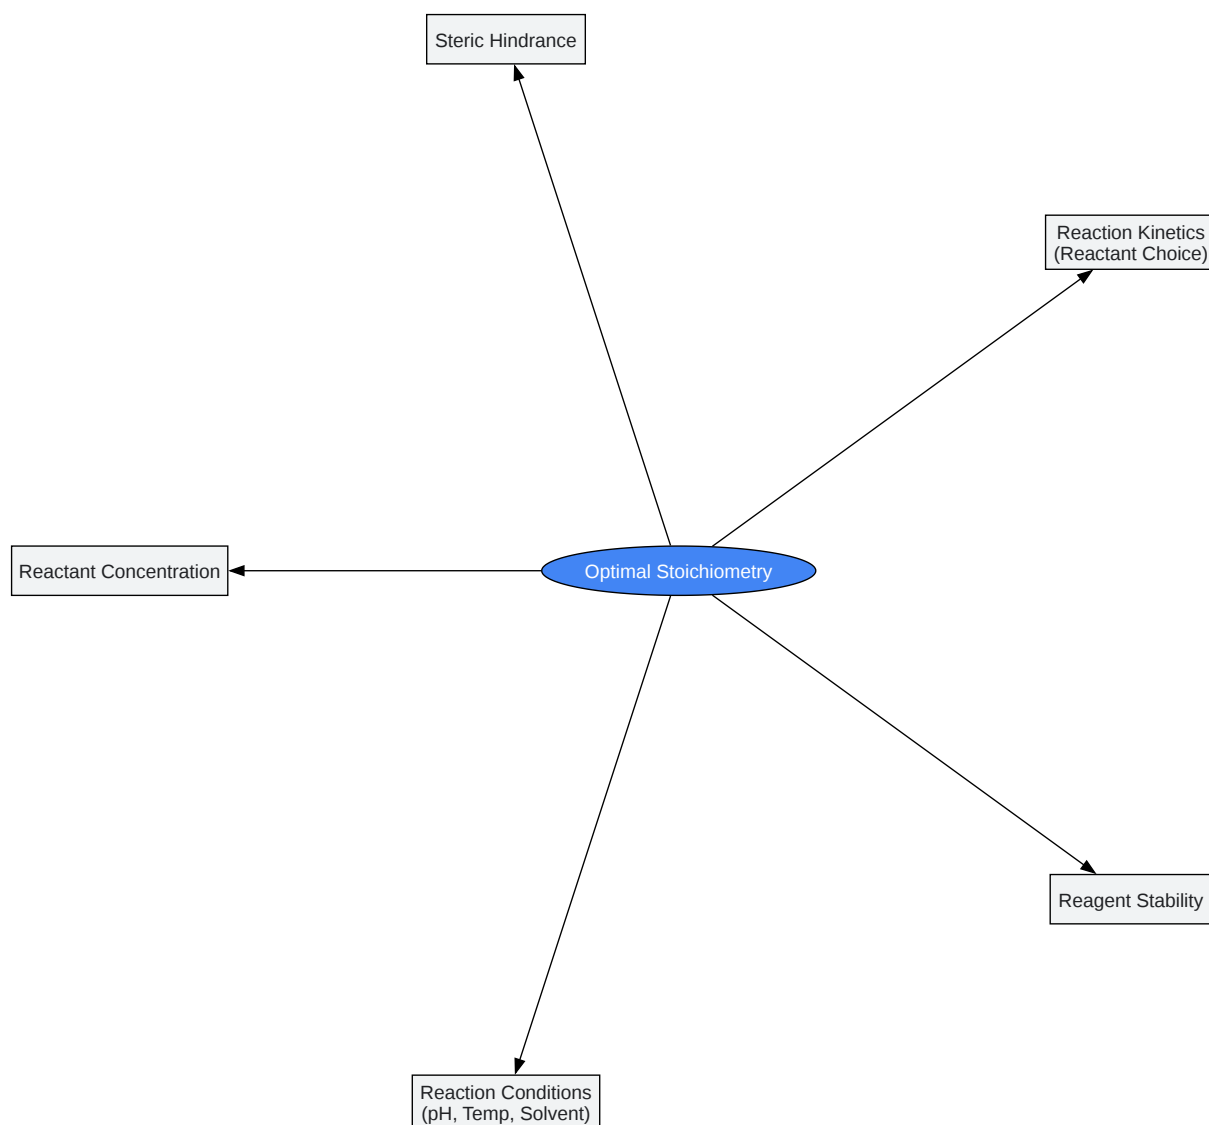 Steric Hindrance
Reaction Kinetics
(Reactant Choice)
Reactant Concentration
Optimal Stoichiometry
Reagent Stability
Reaction Conditions
(pH, Temp, Solvent)